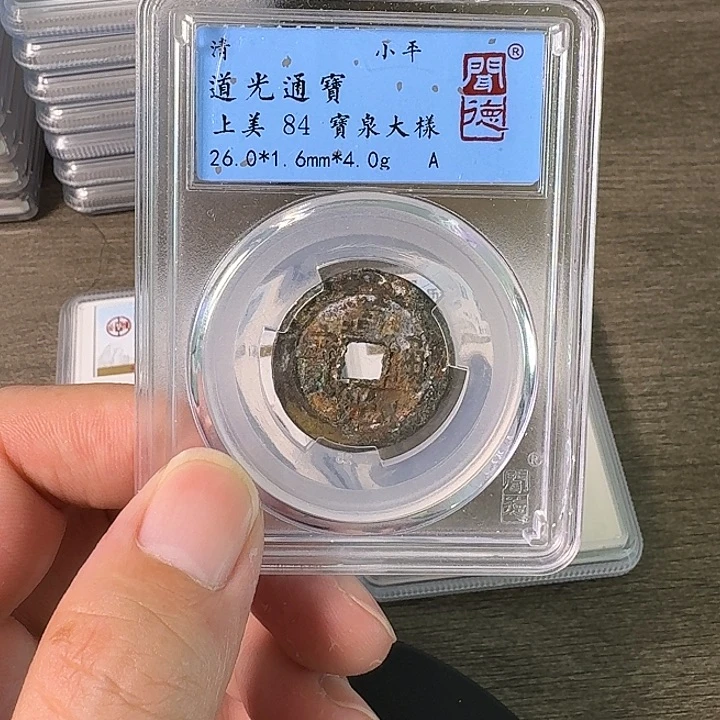 清 小平
道光通寶
上美 84 寶泉大樣
26.0*1.6mm*4.0g A
聞德®